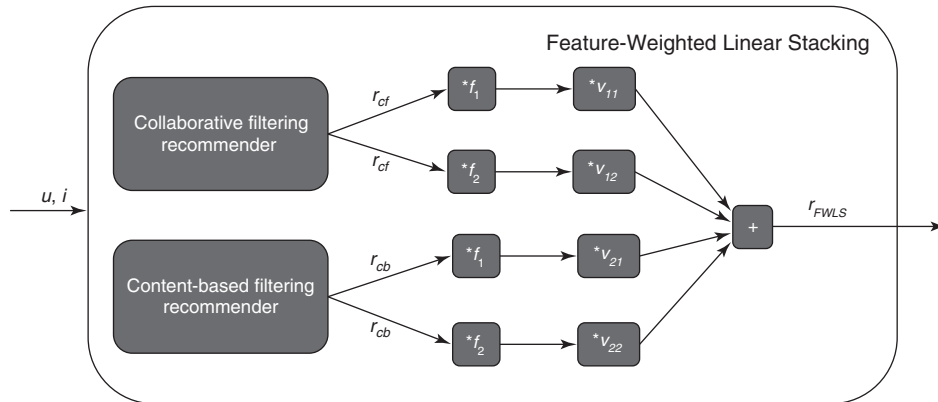 Feature-Weighted Linear Stacking
Collaborative filtering
recommender
r_cf
r_cf
*f_1
*v_11
*f_2
*v_12
u, i
+
r_FWLS
Content-based filtering
recommender
r_cb
r_cb
*f_1
*v_21
*f_2
*v_22